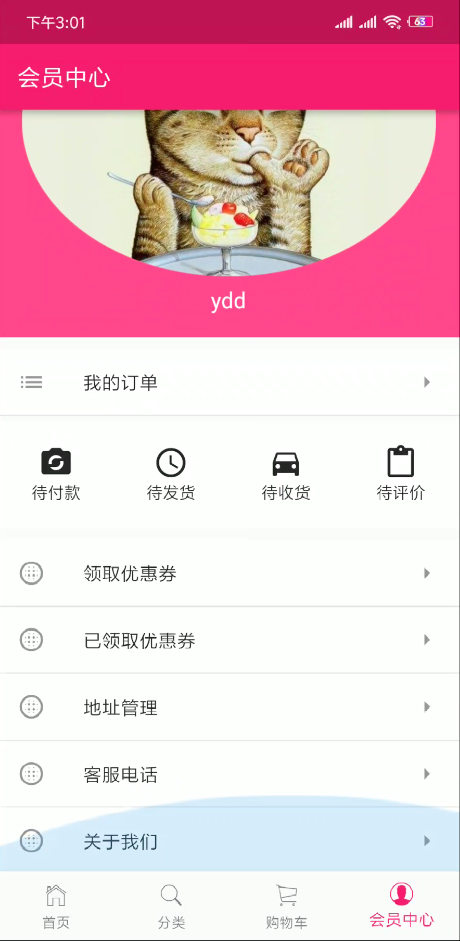 下午3:01
63
会员中心
ydd
我的订单
待付款 待发货 待收货 待评价
领取优惠券
已领取优惠券
地址管理
客服电话
关于我们
首页 分类 购物车 会员中心